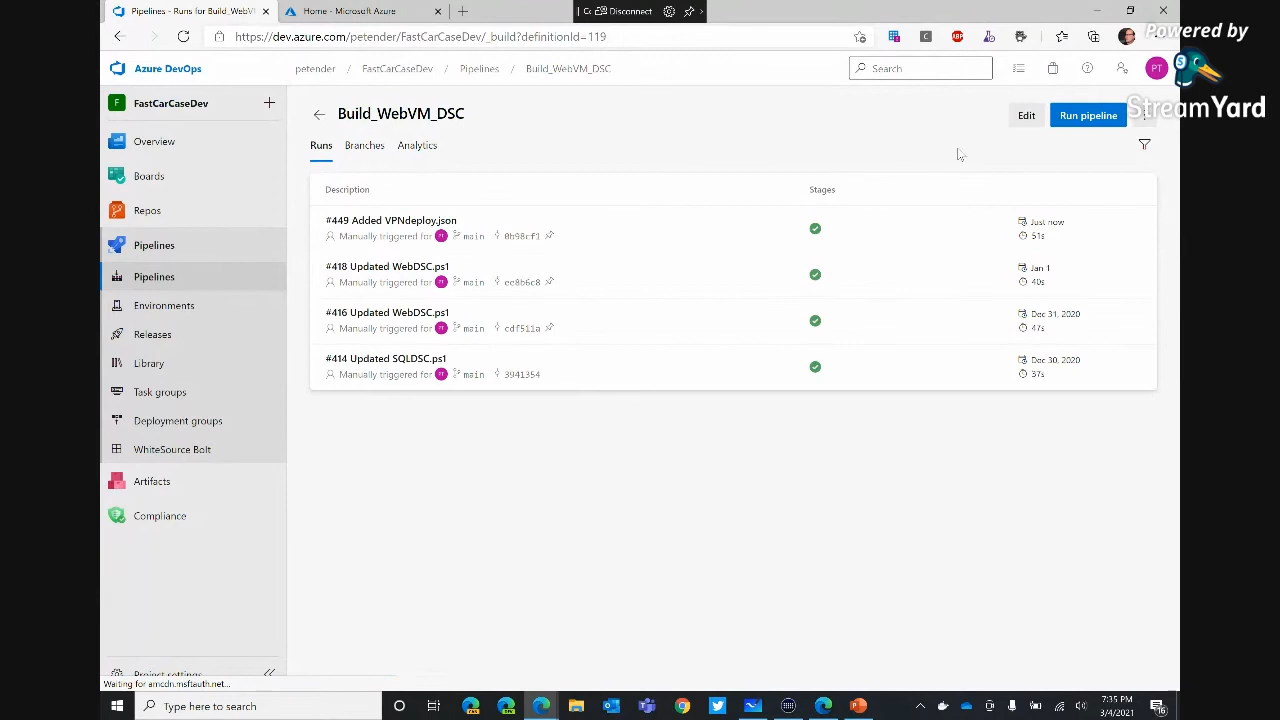 Pipelines - Runs for Build_WebV
Home - Microsoft Azure
Disconnect
https://dev.azure.com/petender/FastCarCaseDev/_build?definitionId=119
Powered by
StreamYard
Azure DevOps
petender / FastCarCaseDev / Pipelines / Build_WebVM_DSC
Search
PT
F FastCarCaseDev
Overview
Boards
Repos
Pipelines
Pipelines
Environments
Releases
Library
Task groups
Deployment groups
WhiteSource Bolt
Artifacts
Compliance
Project settings
Build_WebVM_DSC
Edit
Run pipeline
Runs Branches Analytics
Description Stages
#449 Added VPNdeploy.json
Manually triggered for PT main 0b98cf1
Just now
51s
#418 Updated WebDSC.ps1
Manually triggered for PT main ee8b6c8
Jan 1
40s
#416 Updated WebDSC.ps1
Manually triggered for PT main cdf511a
Dec 31, 2020
47s
#414 Updated SQLDSC.ps1
Manually triggered for PT main 3941354
Dec 30, 2020
37s
Waiting for amcdn.msftauth.net...
Type here to search
7:35 PM
3/4/2021